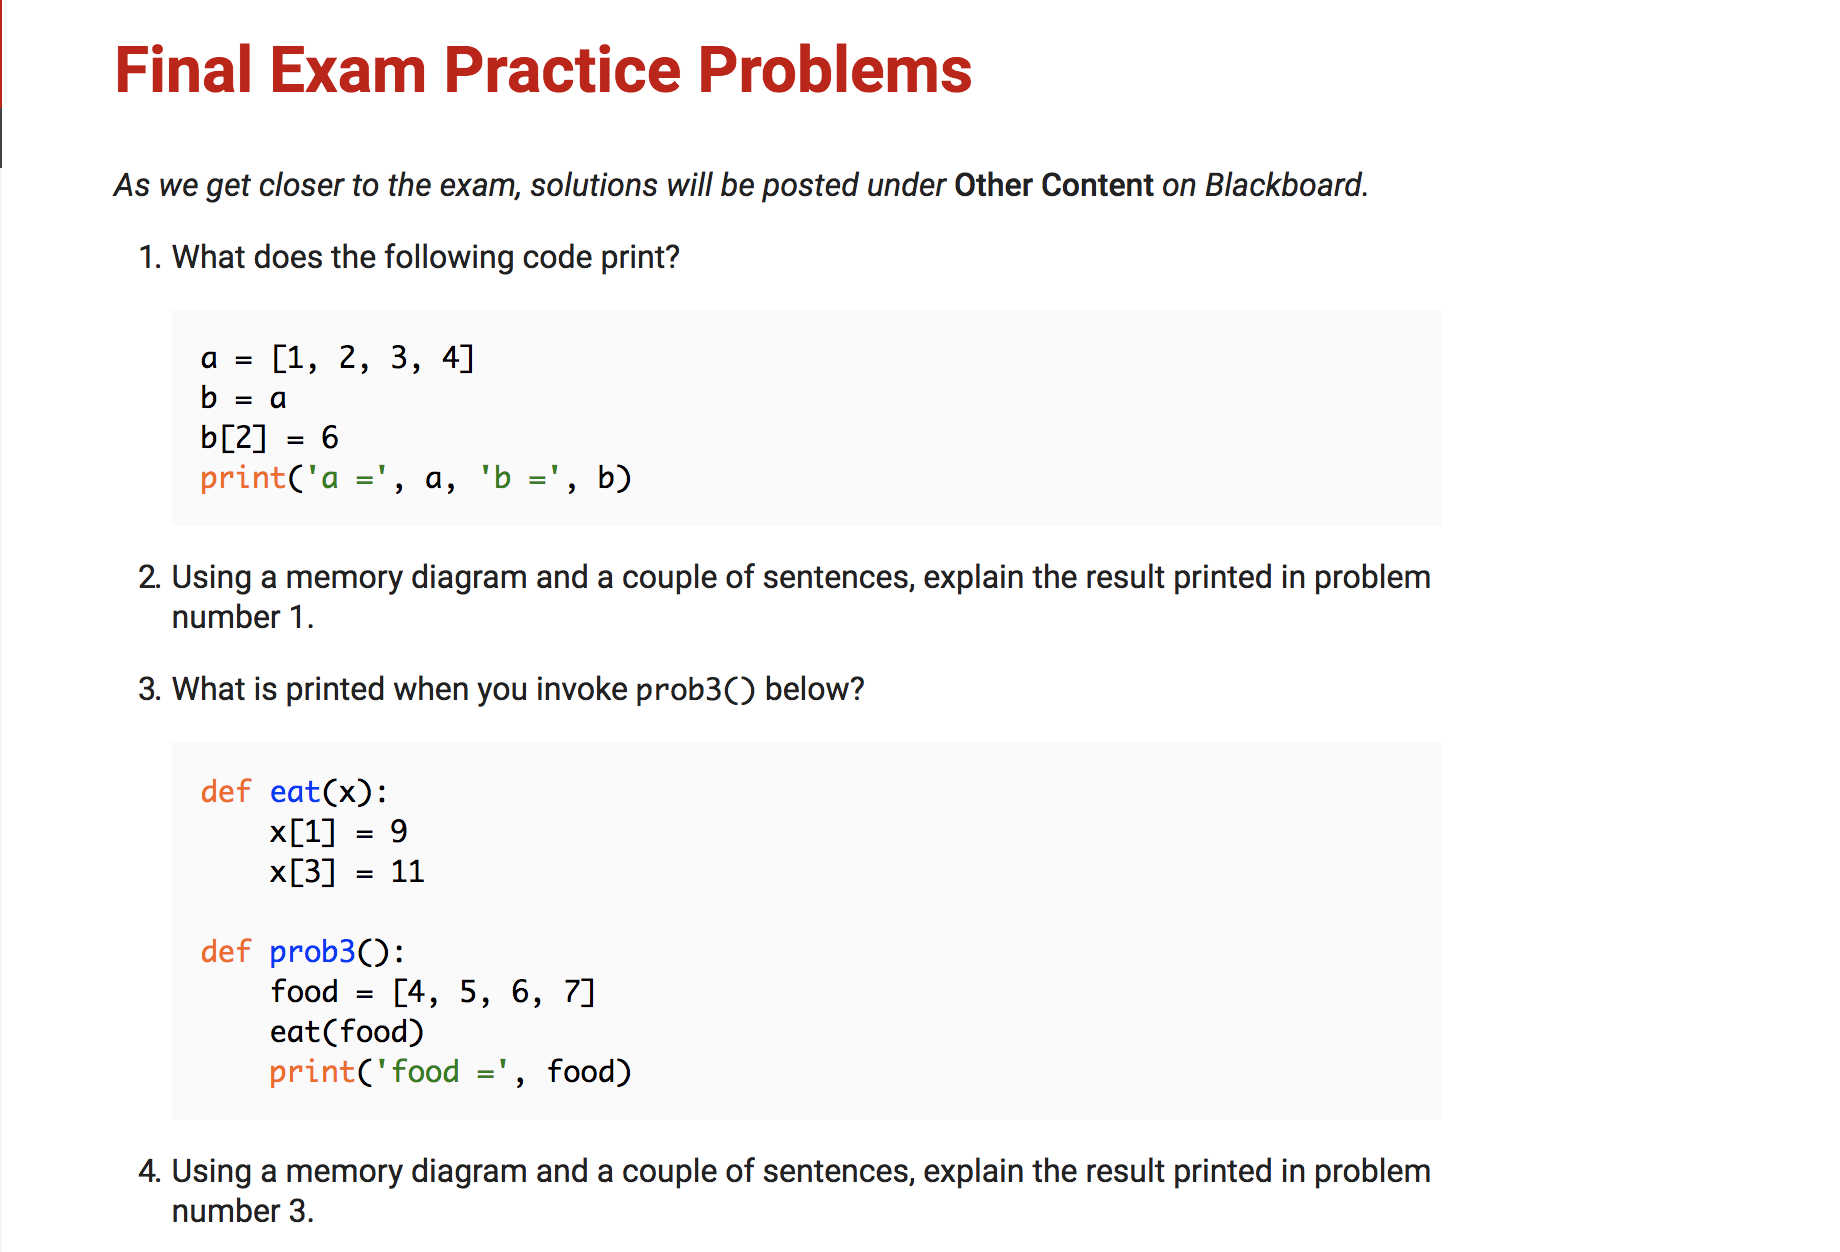 Final Exam Practice Problems
As we get closer to the exam, solutions will be posted under Other Content on Blackboard.
1. What does the following code print?
a = [1, 2, 3, 4]
b = a
b[2] = 6
print('a =', a, 'b =', b)
2. Using a memory diagram and a couple of sentences, explain the result printed in problem
number 1.
3. What is printed when you invoke prob3() below?
def eat(x):
    x[1] = 9
    x[3] = 11
def prob3():
    food = [4, 5, 6, 7]
    eat(food)
    print('food =', food)
4. Using a memory diagram and a couple of sentences, explain the result printed in problem
number 3.